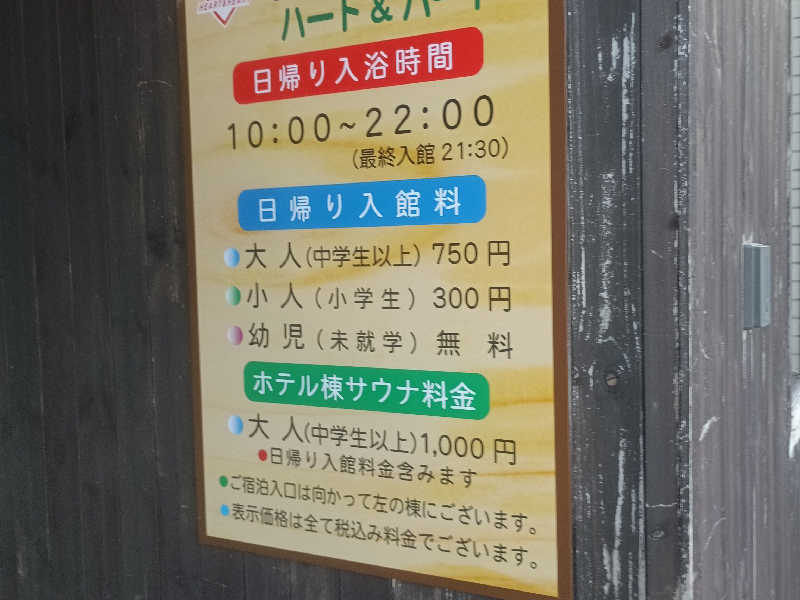 HEART&HEART
ハート&ハート
日帰り入浴時間
10:00~22:00
(最終入館 21:30)
日帰り入館料
大人(中学生以上) 750円
小人(小学生) 300円
幼児(未就学) 無料
ホテル棟サウナ料金
大人(中学生以上)1,000円
●日帰り入館料金含みます
●ご宿泊入口は向かって左の棟にございます。
●表示価格は全て税込み料金でございます。